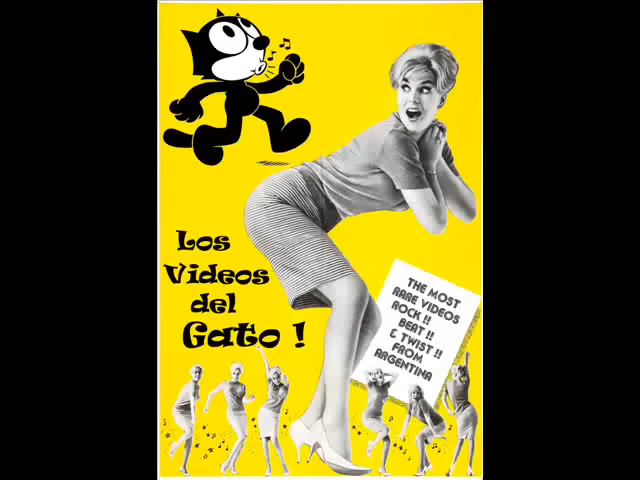 Los
Videos
del
Gato !
THE MOST
RARE VIDEOS
ROCK !!
BEAT !!
& TWIST !!
FROM
ARGENTINA